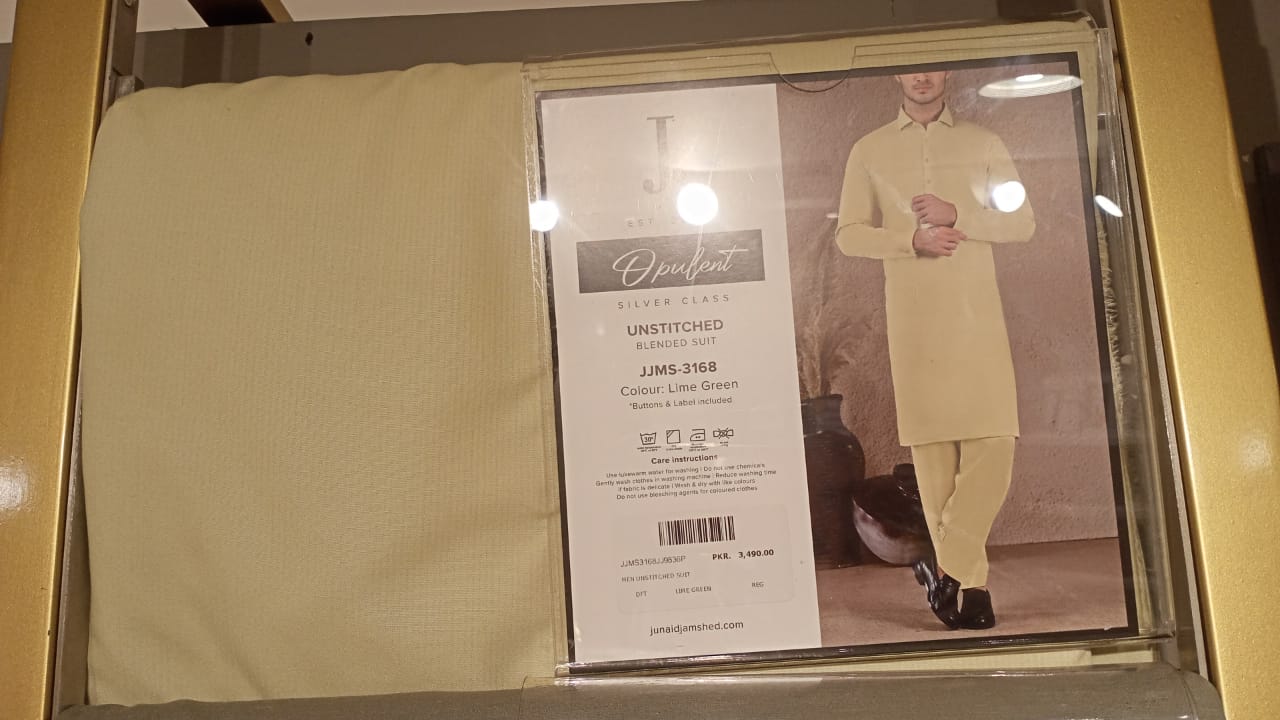 J
EST
Opulent
SILVER CLASS
UNSTITCHED
BLENDED SUIT
JJMS-3168
Colour: Lime Green
*Buttons & Label included
30°
Care instructions
Use lukewarm water for washing | Do not use chemicals
Gently wash clothes in washing machine | Reduce washing time
if fabric is delicate | Wash & dry with like colours
Do not use bleaching agents for coloured clothes
JJMS3168JJ9836P PKR. 3,490.00
MEN UNSTITCHED SUIT
LIME GREEN REG
junaidjamshed.com